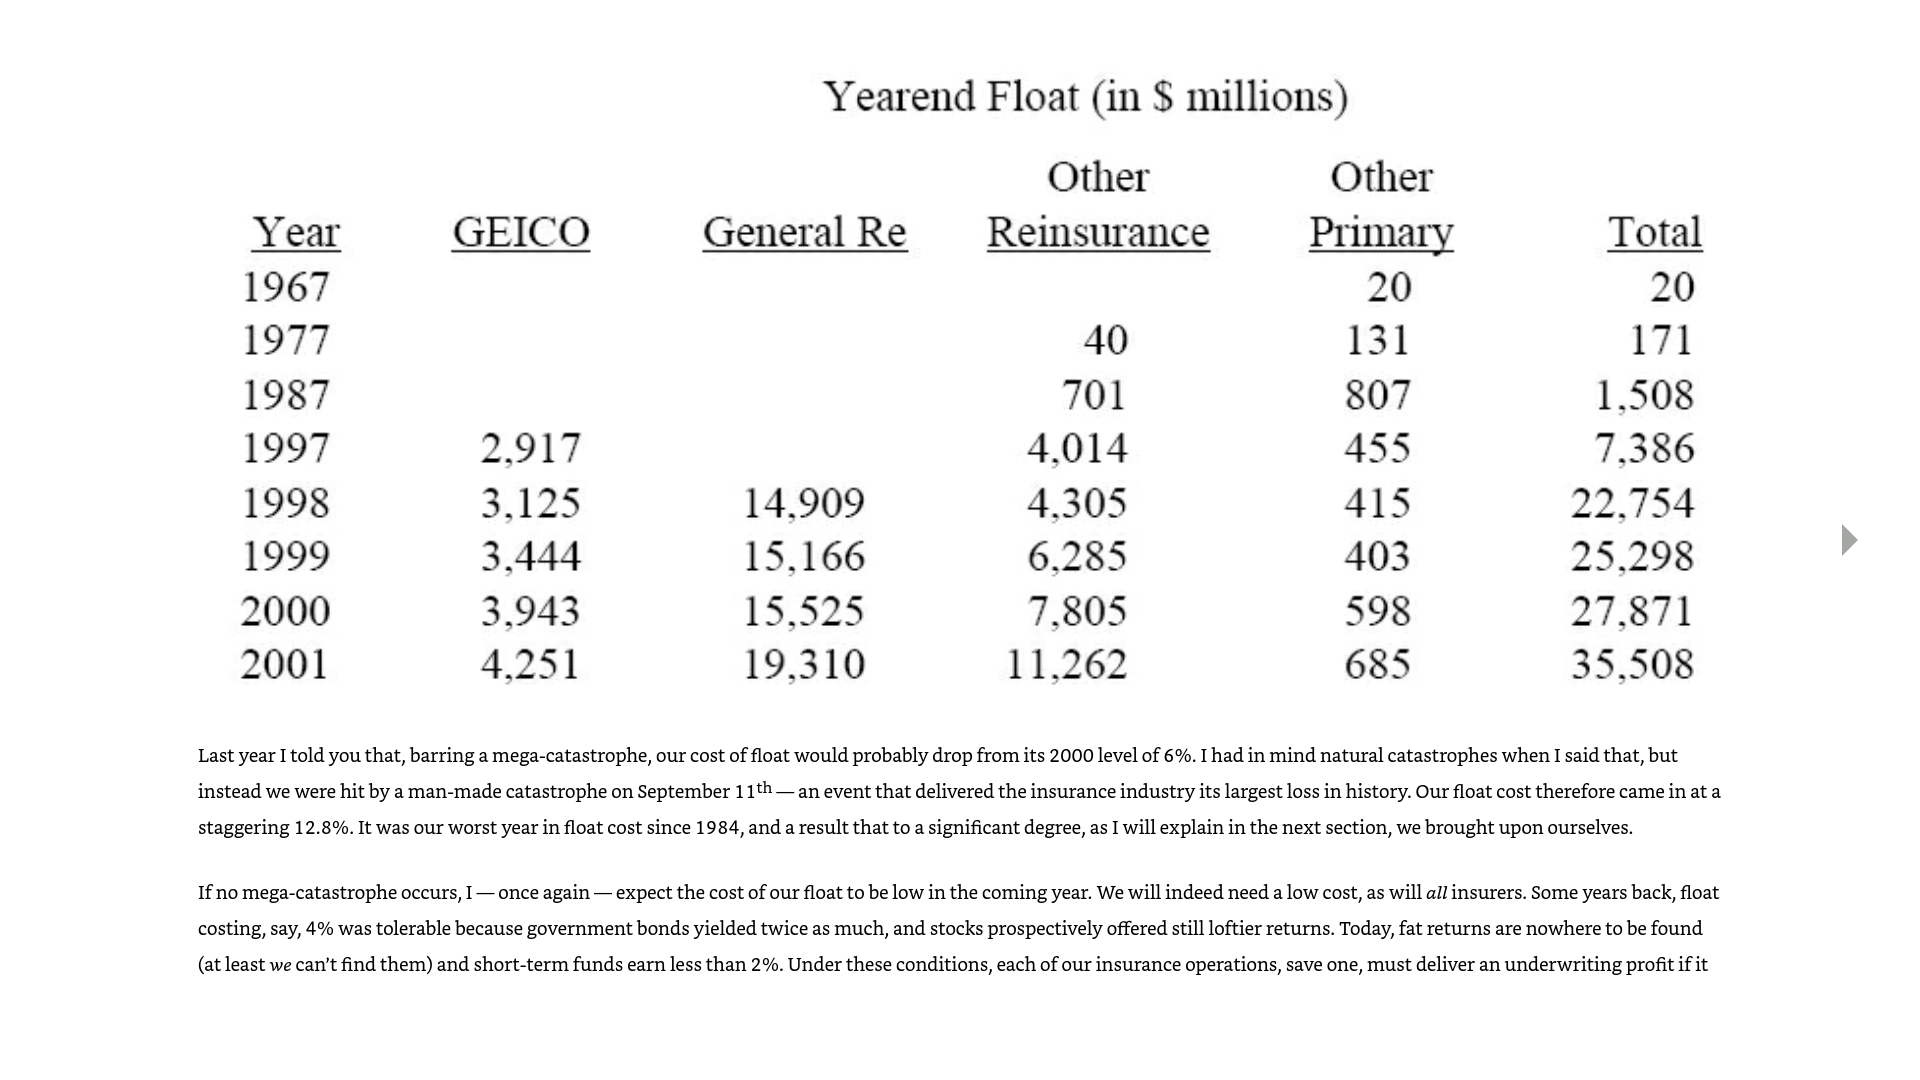 Yearend Float (in $ millions)
Other Other
Year GEICO General Re Reinsurance Primary Total
1967 20 20
1977 40 131 171
1987 701 807 1,508
1997 2,917 4,014 455 7,386
1998 3,125 14,909 4,305 415 22,754
1999 3,444 15,166 6,285 403 25,298
2000 3,943 15,525 7,805 598 27,871
2001 4,251 19,310 11,262 685 35,508
Last year I told you that, barring a mega-catastrophe, our cost of float would probably drop from its 2000 level of 6%. I had in mind natural catastrophes when I said that, but
instead we were hit by a man-made catastrophe on September 11th — an event that delivered the insurance industry its largest loss in history. Our float cost therefore came in at a
staggering 12.8%. It was our worst year in float cost since 1984, and a result that to a significant degree, as I will explain in the next section, we brought upon ourselves.
If no mega-catastrophe occurs, I — once again — expect the cost of our float to be low in the coming year. We will indeed need a low cost, as will all insurers. Some years back, float
costing, say, 4% was tolerable because government bonds yielded twice as much, and stocks prospectively offered still loftier returns. Today, fat returns are nowhere to be found
(at least we can’t find them) and short-term funds earn less than 2%. Under these conditions, each of our insurance operations, save one, must deliver an underwriting profit if it